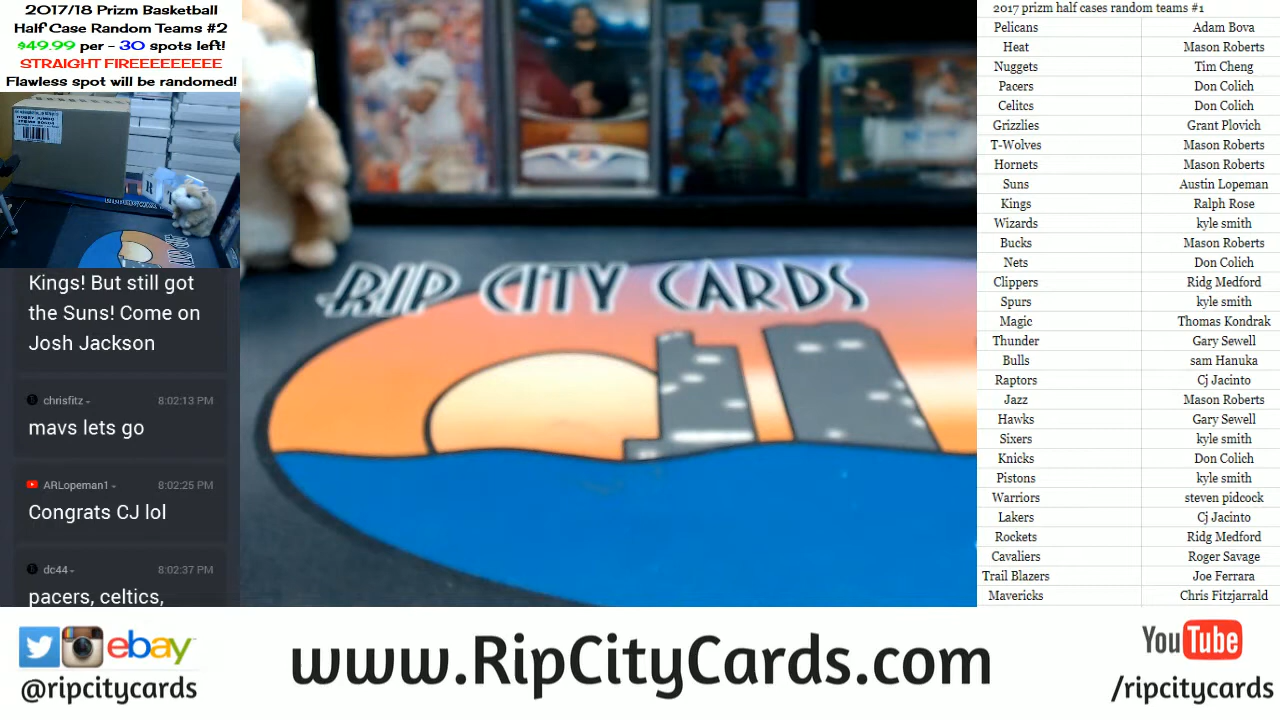 2017/18 Prizm Basketball
Half Case Random Teams #2
$49.99 per - 30 spots left!
STRAIGHT FIREEEEEEEEE
Flawless spot will be randomed!
Kings! But still got
the Suns! Come on
Josh Jackson
chrisfitz 8:02:13 PM
mavs lets go
ARLopeman1 8:02:25 PM
Congrats CJ lol
dc44 8:02:37 PM
pacers, celtics,
RIP CITY CARDS
2017 prizm half cases random teams #1
Pelicans Adam Bova
Heat Mason Roberts
Nuggets Tim Cheng
Pacers Don Colich
Celitcs Don Colich
Grizzlies Grant Plovich
T-Wolves Mason Roberts
Hornets Mason Roberts
Suns Austin Lopeman
Kings Ralph Rose
Wizards kyle smith
Bucks Mason Roberts
Nets Don Colich
Clippers Ridg Medford
Spurs kyle smith
Magic Thomas Kondrak
Thunder Gary Sewell
Bulls sam Hanuka
Raptors Cj Jacinto
Jazz Mason Roberts
Hawks Gary Sewell
Sixers kyle smith
Knicks Don Colich
Pistons kyle smith
Warriors steven pidcock
Lakers Cj Jacinto
Rockets Ridg Medford
Cavaliers Roger Savage
Trail Blazers Joe Ferrara
Mavericks Chris Fitzjarrald
ebay
@ripcitycards
www.RipCityCards.com
YouTube
/ripcitycards